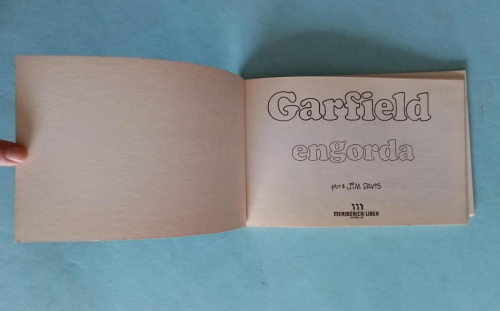 Garfield
engorda
por: JIM DAVIS
MERIBERICA/LIBER